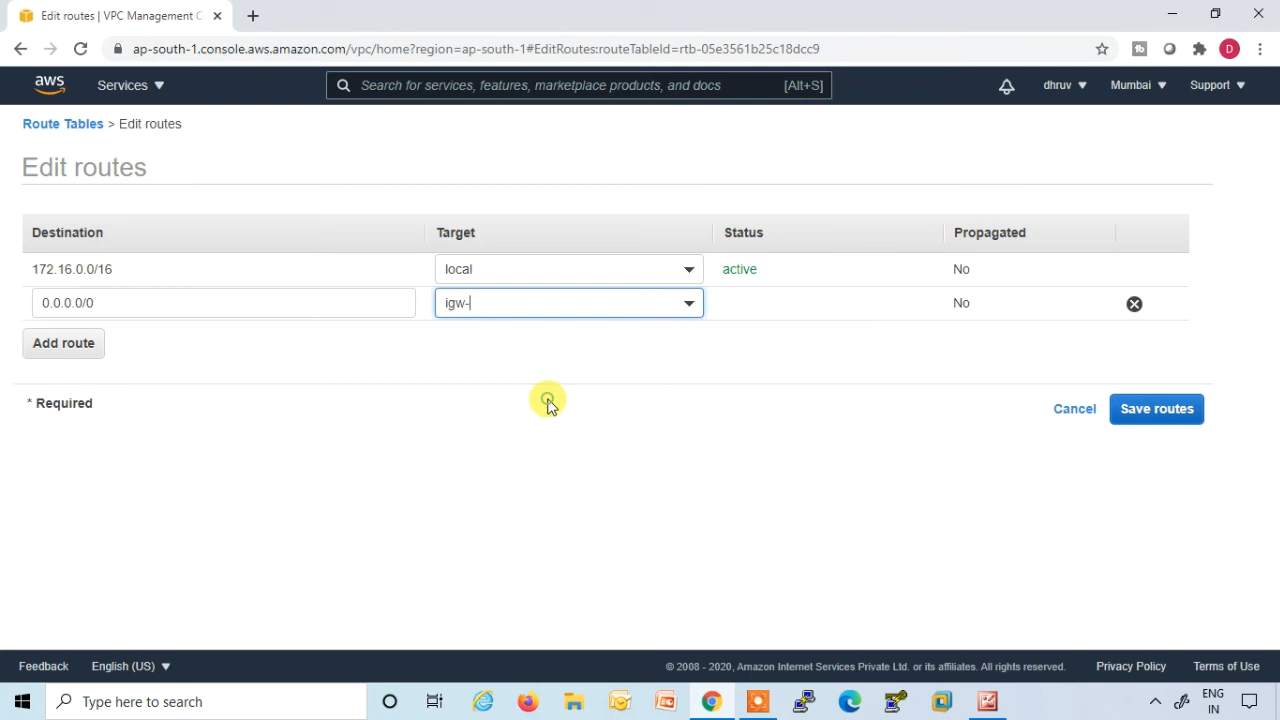 Edit routes | VPC Management C
ap-south-1.console.aws.amazon.com/vpc/home?region=ap-south-1#EditRoutes:routeTableId=rtb-05e3561b25c18dcc9
D
aws Services Search for services, features, marketplace products, and docs [Alt+S] dhruv Mumbai Support
Route Tables > Edit routes
Edit routes
Destination Target Status Propagated
172.16.0.0/16 local active No
0.0.0.0/0 igw- No
Add route
* Required Cancel Save routes
Feedback English (US) © 2008 - 2020, Amazon Internet Services Private Ltd. or its affiliates. All rights reserved. Privacy Policy Terms of Use
Type here to search ENG
IN